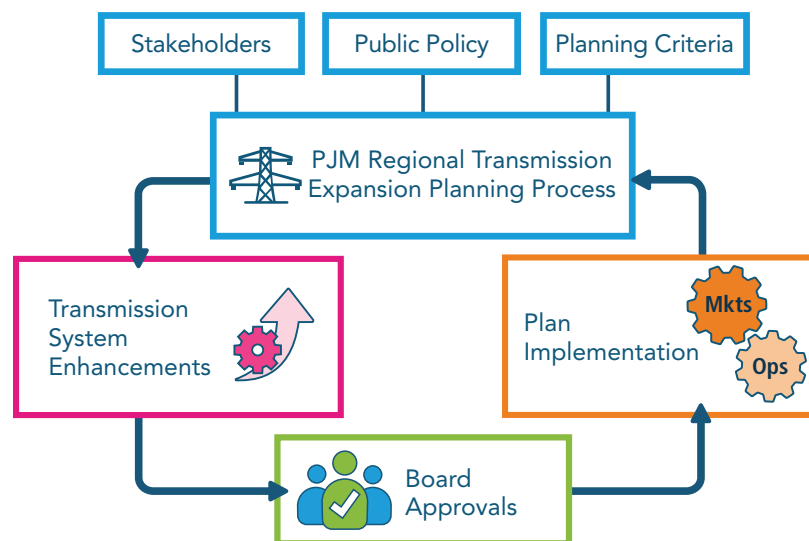 Stakeholders
Public Policy
Planning Criteria
PJM Regional Transmission
Expansion Planning Process
Transmission
System
Enhancements
Plan
Implementation
Mkts
Ops
Board
Approvals